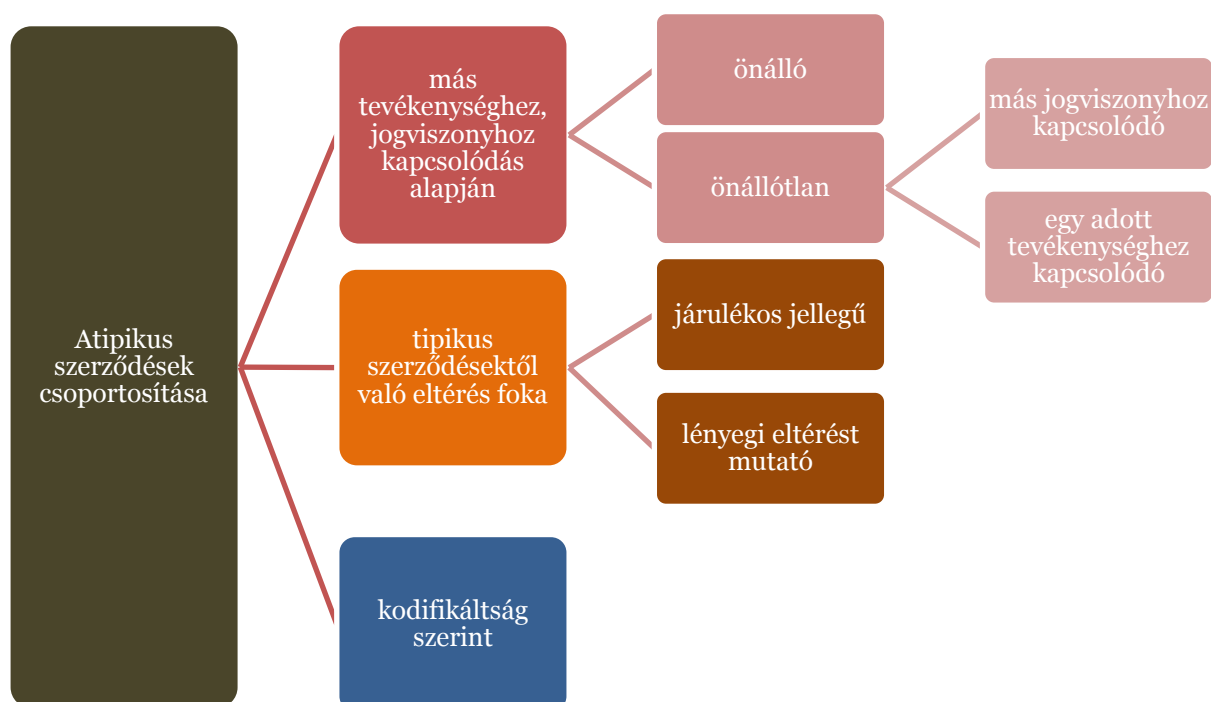 Atipikus
szerződések
csoportosítása
más
tevékenységhez,
jogviszonyhoz
kapcsolódás
alapján
önálló
önállótlan
más jogviszonyhoz
kapcsolódó
egy adott
tevékenységhez
kapcsolódó
tipikus
szerződésektől
való eltérés foka
járulékos jellegű
lényegi eltérést
mutató
kodifikáltság
szerint